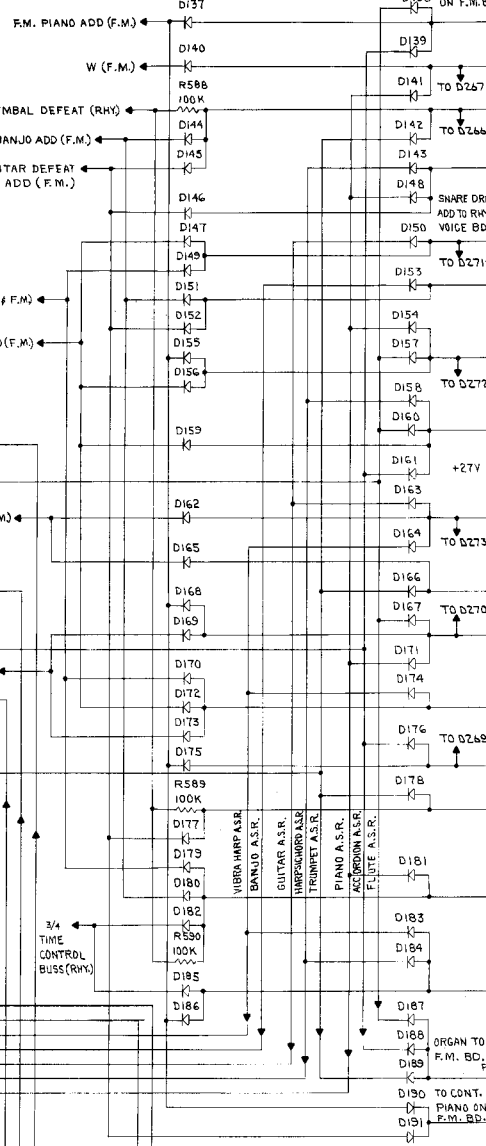 D137
ON F.M. B
F.M. PIANO ADD (F.M.)
D139
D140
W (F.M.)
D141
TO D267
R588
100K
MBAL DEFEAT (RHY)
D142
TO D266
D144
ANJO ADD (F.M.)
D143
D145
TAR DEFEAT
ADD (F.M.)
D148
SNARE DR
ADD TO RHY
VOICE BD
D146
D147
D150
TO D271
D149
D153
D151
F.M)
D152
D154
(F.M.)
D155
D157
D156
TO D272
D158
D160
D159
D161
+27V
D163
D162
M.)
D164
TO D273
D165
D166
D168
D167
TO D270
D169
D171
D170
D174
D172
D173
D176
TO D269
D175
D178
R589
100K
D177
VIBRA HARP A.S.R.
BANJO A.S.R.
GUITAR A.S.R.
HARPSICHORD A.S.R.
TRUMPET A.S.R.
PIANO A.S.R.
ACCORDION A.S.R.
FLUTE A.S.R.
D179
D181
D180
D182
D183
3/4
TIME
CONTROL
BUSS (RHY.)
R590
100K
D184
D185
D186
D187
D188
ORGAN TO
F.M. BD.
D189
D190
TO CONT.
PIANO ON
F.M. BD.
D191